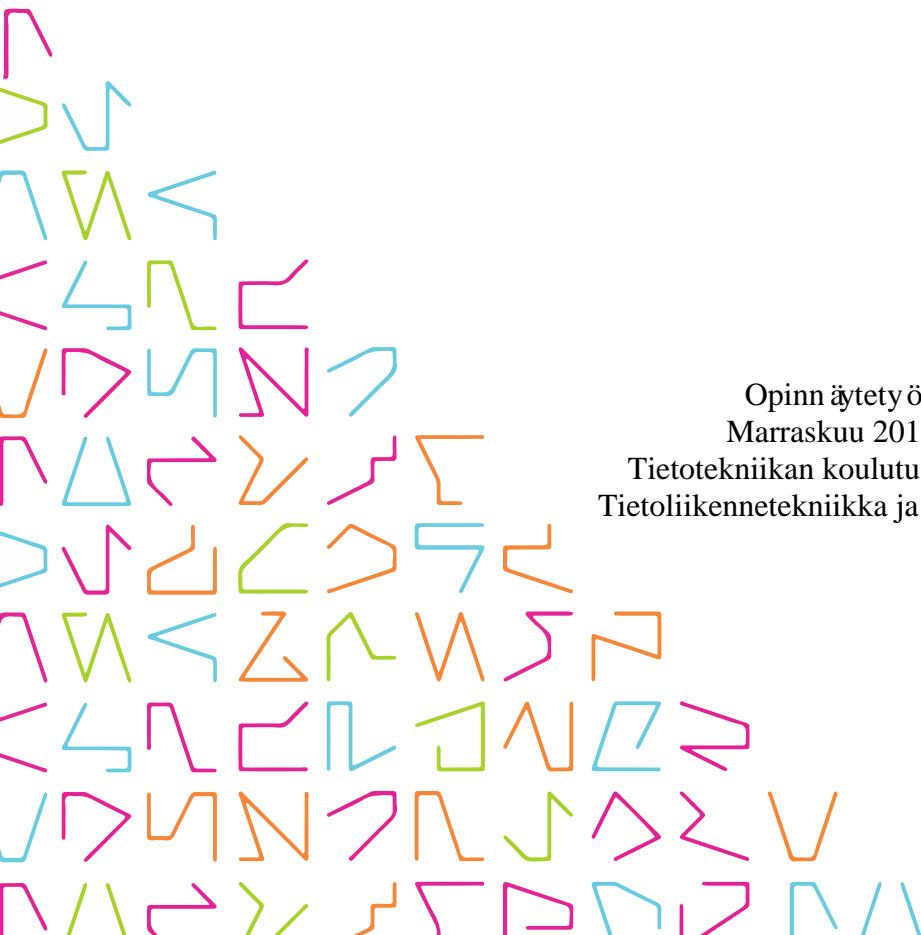 Opinnäytetyö
Marraskuu 201
Tietotekniikan koulutu
Tietoliikennetekniikka ja